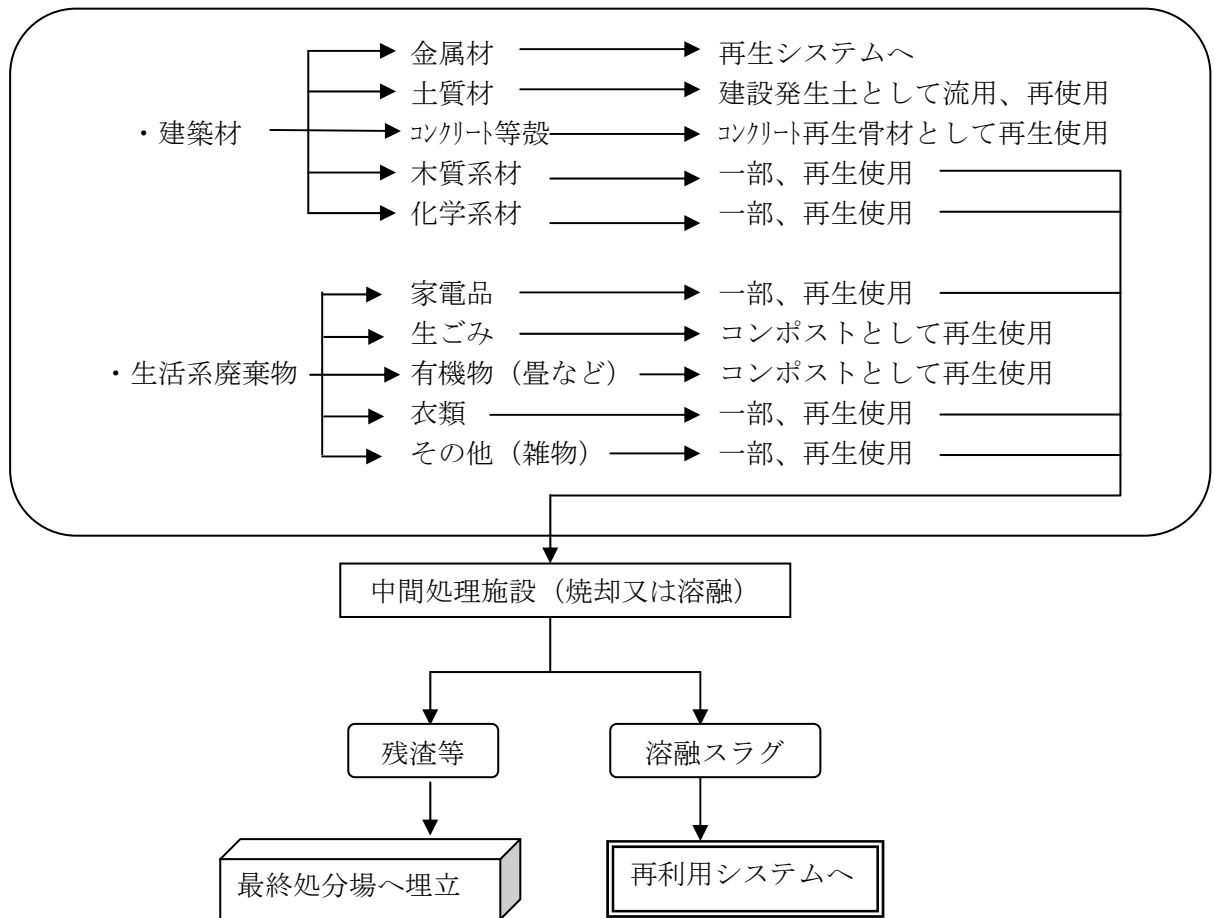 金属材 再生システムへ
土質材 建設発生土として流用、再使用
・建築材 ｺﾝｸﾘｰﾄ等殻 ｺﾝｸﾘｰﾄ再生骨材として再生使用
木質系材 一部、再生使用
化学系材 一部、再生使用
家電品 一部、再生使用
生ごみ コンポストとして再生使用
・生活系廃棄物 有機物（畳など） コンポストとして再生使用
衣類 一部、再生使用
その他（雑物） 一部、再生使用
中間処理施設（焼却又は溶融）
残渣等 溶融スラグ
最終処分場へ埋立 再利用システムへ